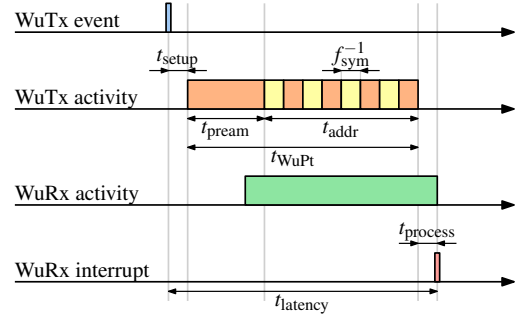 WuTx event
t_setup
f_sym^-1
WuTx activity
t_pream t_addr
t_WuPt
WuRx activity
t_process
WuRx interrupt
t_latency